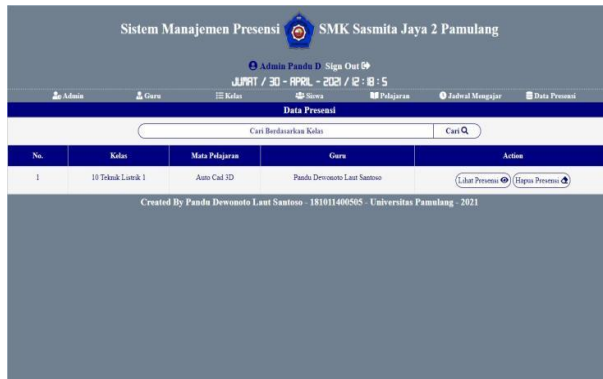 Sistem Manajemen Presensi SMK Sasmita Jaya 2 Pamulang
Admin Pandu D Sign Out
JUMAT / 30 - APRIL - 2021 / 12 : 18 : 5
Admin Guru Kelas Siswa Pelajaran Jadwal Mengajar Data Presensi
Data Presensi
Cari Berdasarkan Kelas Cari
No. Kelas Mata Pelajaran Guru Action
1 10 Teknik Listrik 1 Auto Cad 3D Pandu Dewonoto Laut Santoso Lihat Presensi Hapus Presensi
Created By Pandu Dewonoto Laut Santoso - 181011400505 - Universitas Pamulang - 2021